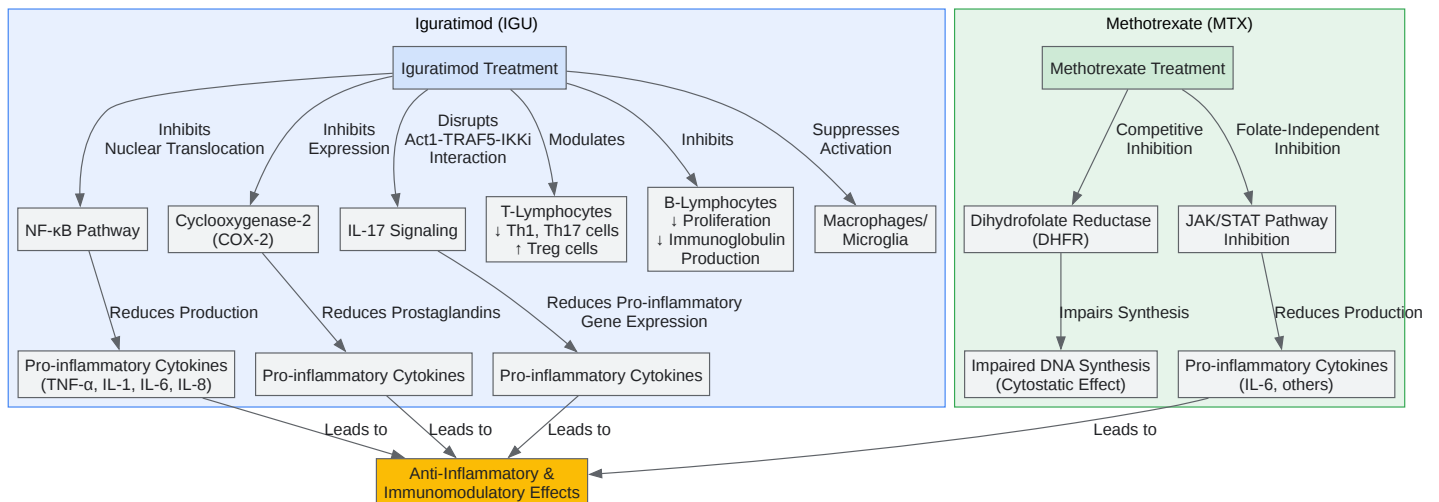 Iguratimod (IGU)
Methotrexate (MTX)
Iguratimod Treatment
Methotrexate Treatment
Inhibits
Nuclear Translocation
Inhibits
Expression
Disrupts
Act1-TRAF5-IKKi
Interaction
Modulates
Inhibits
Suppresses
Activation
Competitive
Inhibition
Folate-Independent
Inhibition
NF-κB Pathway
Cyclooxygenase-2
(COX-2)
IL-17 Signaling
T-Lymphocytes
↓ Th1, Th17 cells
↑ Treg cells
B-Lymphocytes
↓ Proliferation
↓ Immunoglobulin
Production
Macrophages/
Microglia
Dihydrofolate Reductase
(DHFR)
JAK/STAT Pathway
Inhibition
Reduces Production
Reduces Prostaglandins
Reduces Pro-inflammatory
Gene Expression
Impairs Synthesis
Reduces Production
Pro-inflammatory Cytokines
(TNF-α, IL-1, IL-6, IL-8)
Pro-inflammatory Cytokines
Pro-inflammatory Cytokines
Impaired DNA Synthesis
(Cytostatic Effect)
Pro-inflammatory Cytokines
(IL-6, others)
Leads to
Leads to
Leads to
Leads to
Anti-Inflammatory &
Immunomodulatory Effects